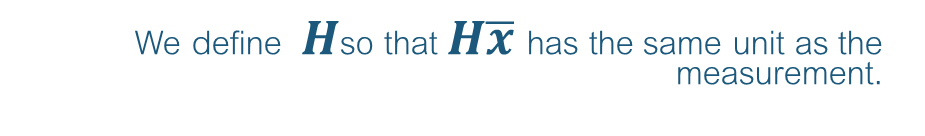 We define H so that Hx̅ has the same unit as the
measurement.